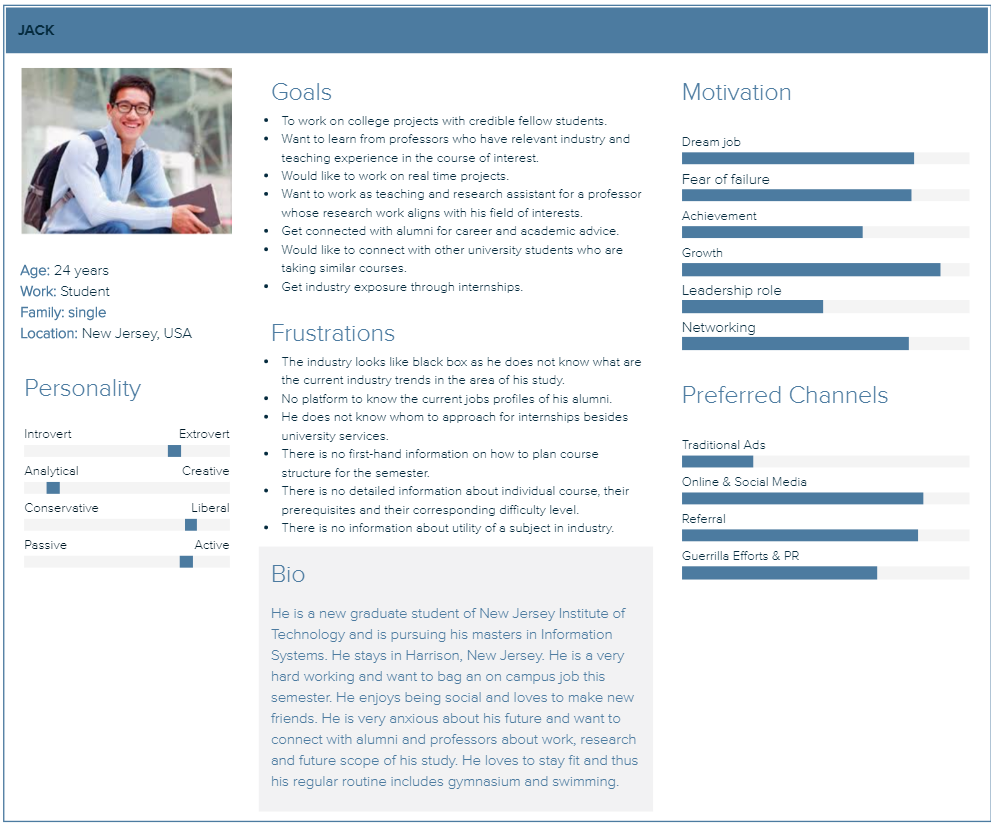 JACK
Age: 24 years
Work: Student
Family: single
Location: New Jersey, USA
Personality
Introvert Extrovert
Analytical Creative
Conservative Liberal
Passive Active
Goals
• To work on college projects with credible fellow students.
• Want to learn from professors who have relevant industry and
teaching experience in the course of interest.
• Would like to work on real time projects.
• Want to work as teaching and research assistant for a professor
whose research work aligns with his field of interests.
• Get connected with alumni for career and academic advice.
• Would like to connect with other university students who are
taking similar courses.
• Get industry exposure through internships.
Frustrations
• The industry looks like black box as he does not know what are
the current industry trends in the area of his study.
• No platform to know the current jobs profiles of his alumni.
• He does not know whom to approach for internships besides
university services.
• There is no first-hand information on how to plan course
structure for the semester.
• There is no detailed information about individual course, their
prerequisites and their corresponding difficulty level.
• There is no information about utility of a subject in industry.
Bio
He is a new graduate student of New Jersey Institute of
Technology and is pursuing his masters in Information
Systems. He stays in Harrison, New Jersey. He is a very
hard working and want to bag an on campus job this
semester. He enjoys being social and loves to make new
friends. He is very anxious about his future and want to
connect with alumni and professors about work, research
and future scope of his study. He loves to stay fit and thus
his regular routine includes gymnasium and swimming.
Motivation
Dream job
Fear of failure
Achievement
Growth
Leadership role
Networking
Preferred Channels
Traditional Ads
Online & Social Media
Referral
Guerrilla Efforts & PR